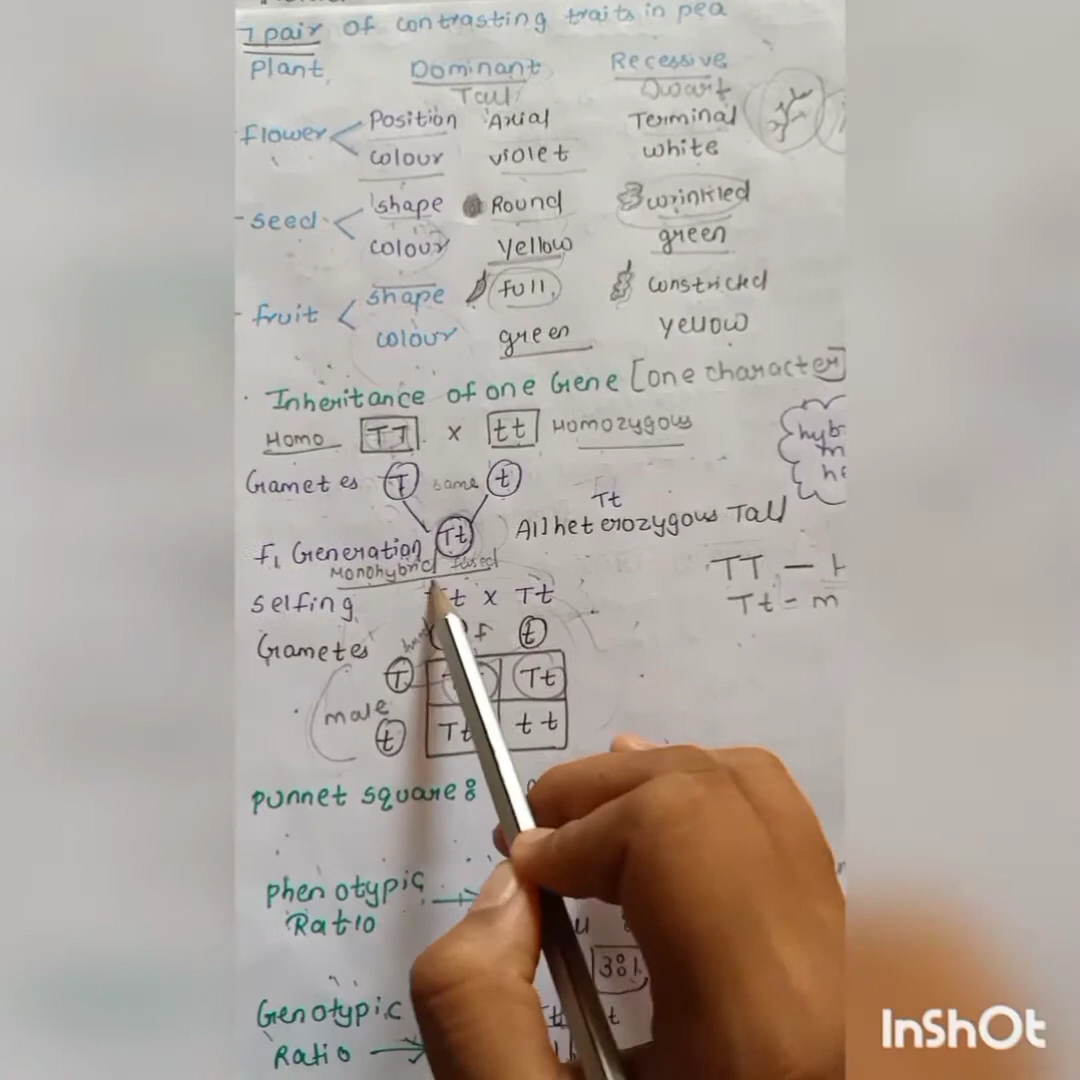 7 pair of contrasting traits in pea
Plant Dominant Recessive
Tall Dwarf
flower Position Axial Terminal
colour violet white
- seed shape Round wrinkled
colour yellow green
- fruit shape full constricted
colour green yellow
Inheritance of one Gene [one character]
Homo TT x tt Homozygous
Gametes T same t
Tt
F1 Generation Tt All heterozygous Tall
Monohybrid fused
TT -
selfing t x Tt
Tt - m
Gametes f t
T Tt
male
t Tt tt
punnet square:
phenotypic
Ratio
3:1
Genotypic
Ratio
hyb
InShOt